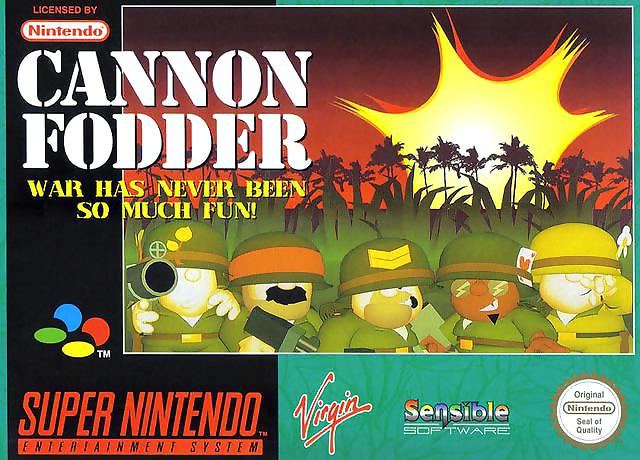 LICENSED BY
Nintendo
CANNON
FODDER
WAR HAS NEVER BEEN
SO MUCH FUN!
TM
SUPER NINTENDO TM
ENTERTAINMENT SYSTEM
Virgin
Sensible
SOFTWARE
Original
Nintendo
Seal of
Quality